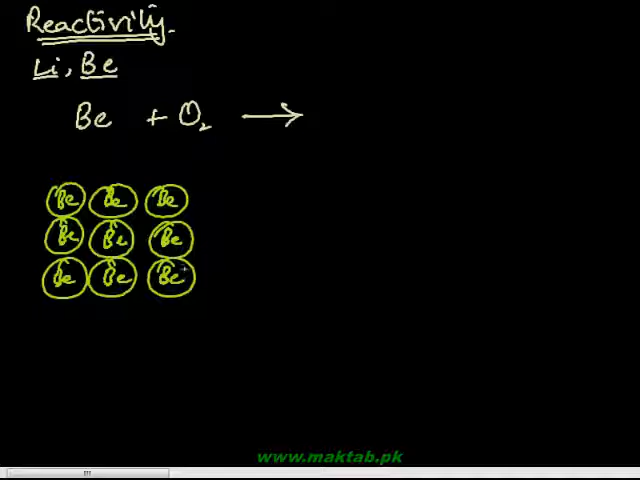 Reactivity.
Li, Be
Be + O₂ →
Be Be Be
Be Be Be
Be Be Be
www.maktab.pk